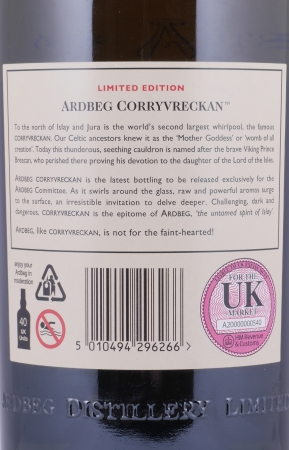 LIMITED EDITION
ARDBEG CORRYVRECKAN™
To the north of Islay and Jura is the world's second largest whirlpool, the famous
CORRYVRECKAN. Our Celtic ancestors knew it as the 'Mother Goddess' or 'womb of all
creation'. Today this thunderous, seething cauldron is named after the brave Viking Prince
Breacan, who perished there proving his devotion to the daughter of the Lord of the Isles.
ARDBEG CORRYVRECKAN is the latest bottling to be released exclusively for the
ARDBEG Committee. As it swirls around the glass, raw and powerful aromas surge
to the surface, an irresistible invitation to delve deeper. Challenging, dark and
dangerous, CORRYVRECKAN is the epitome of ARDBEG, 'the untamed spirit of Islay'.
ARDBEG, like CORRYVRECKAN, is not for the faint-hearted!
enjoy your
Ardbeg in
moderation
40
UK
Units
5 010494 296266 >
FOR THE
UK
MARKET
A20000000540
HM Revenue
& Customs
ARDBEG DISTILLERY LIMITED